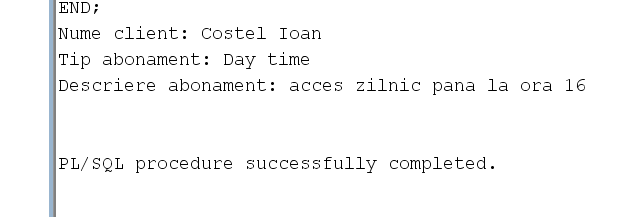 END;
Nume client: Costel Ioan
Tip abonament: Day time
Descriere abonament: acces zilnic pana la ora 16
PL/SQL procedure successfully completed.